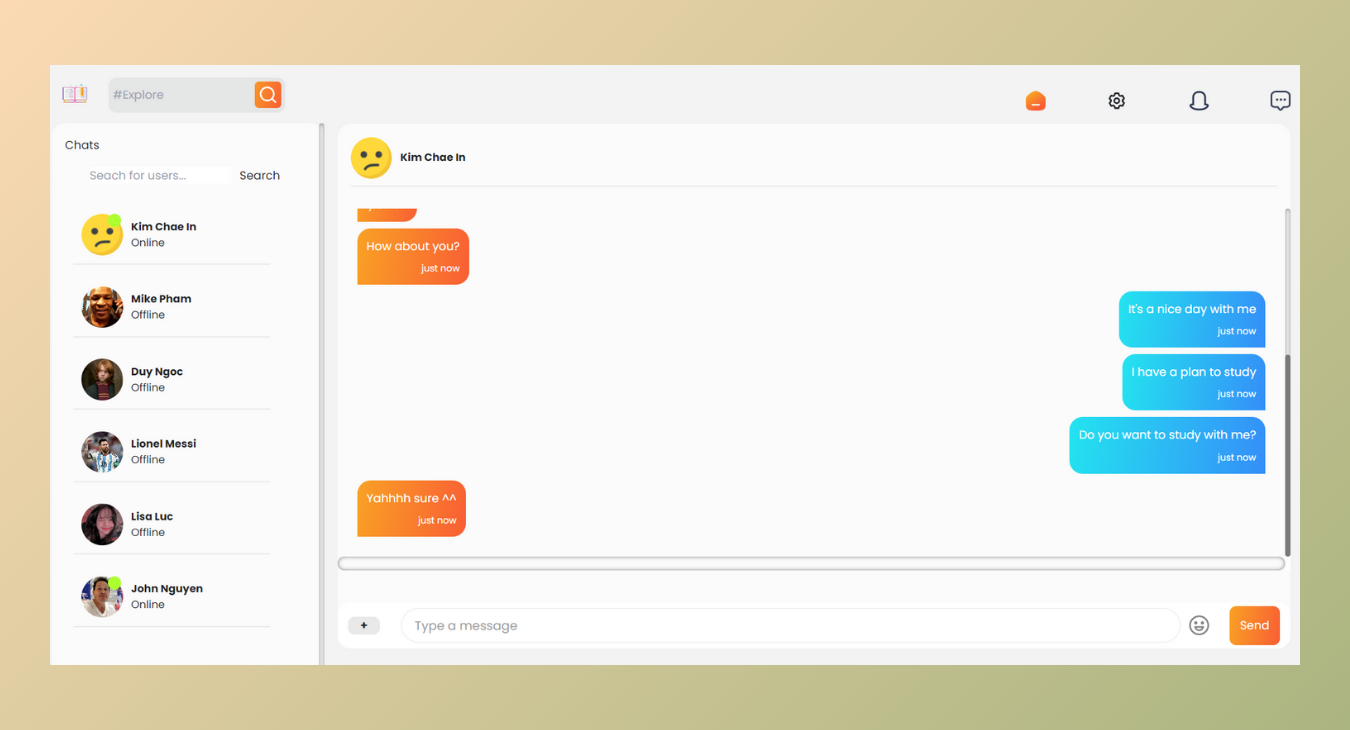 #Explore
Chats
Seach for users...
Search
Kim Chae In
Online
Mike Pham
Offline
Duy Ngoc
Offline
Lionel Messi
Offline
Lisa Luc
Offline
John Nguyen
Online
Kim Chae In
How about you?
just now
It's a nice day with me
just now
I have a plan to study
just now
Do you want to study with me?
just now
Yahhhh sure ^^
just now
+
Type a message
Send